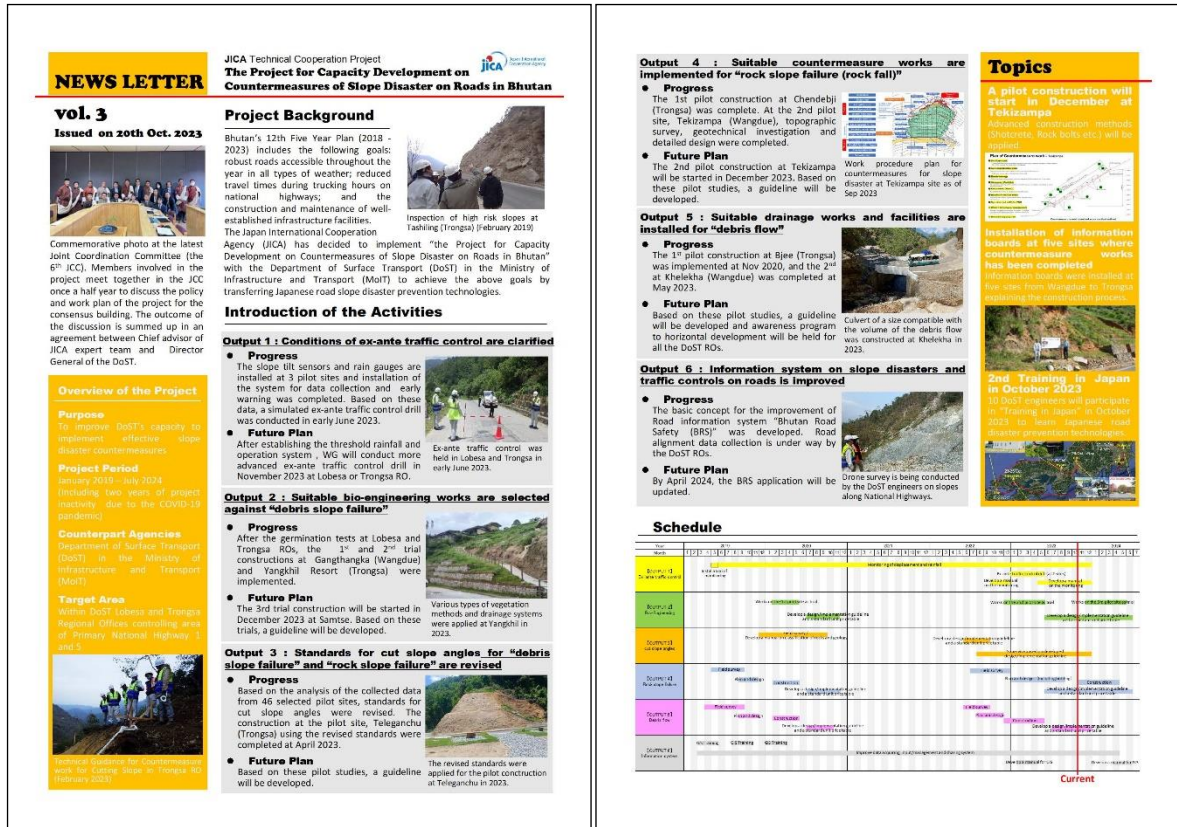 NEWS LETTER
JICA Technical Cooperation Project
The Project for Capacity Development on
Countermeasures of Slope Disaster on Roads in Bhutan
JICA
vol. 3
Issued on 20th Oct. 2023
Commemorative photo at the latest
Joint Coordination Committee (the
6th JCC). Members involved in the
project meet together in the JCC
once a half year to discuss the policy
and work plan of the project for the
consensus building. The outcome of
the discussion is summed up in an
agreement between Chief advisor of
JICA expert team and Director
General of the DoST.
Overview of the Project
Purpose
To improve DoST's capacity to
implement effective slope
disaster countermeasures
Project Period
January 2019 – July 2024
(Including two years of project
inactivity due to the COVID-19
pandemic)
Counterpart Agencies
Department of Surface Transport
(DoST) in the Ministry of
Infrastructure and Transport
(MoIT)
Target Area
Within DoST Lobesa and Trongsa
Regional Offices controlling area
of Primary National Highway 1
and 5
Technical Guidance for Countermeasure
work for Cutting Slope in Trongsa RO
(February 2023)
Project Background
Bhutan's 12th Five Year Plan (2018 -
2023) includes the following goals:
robust roads accessible throughout the
year in all types of weather; reduced
travel times during trucking hours on
national highways; and the
construction and maintenance of well-
established infrastructure facilities.
The Japan International Cooperation
Agency (JICA) has decided to implement "the Project for Capacity
Development on Countermeasures of Slope Disaster on Roads in Bhutan"
with the Department of Surface Transport (DoST) in the Ministry of
Infrastructure and Transport (MoIT) to achieve the above goals by
transferring Japanese road slope disaster prevention technologies.
Inspection of high risk slopes at
Tashiling (Trongsa) (February 2019)
Introduction of the Activities
Output 1 : Conditions of ex-ante traffic control are clarified
● Progress
The slope tilt sensors and rain gauges are
installed at 3 pilot sites and installation of
the system for data collection and early
warning was completed. Based on these
data, a simulated ex-ante traffic control drill
was conducted in early June 2023.
● Future Plan
After establishing the threshold rainfall and
operation system , WG will conduct more
advanced ex-ante traffic control drill in
November 2023 at Lobesa or Trongsa RO.
Ex-ante traffic control was
held in Lobesa and Trongsa in
early June 2023.
Output 2 : Suitable bio-engineering works are selected
against "debris slope failure"
● Progress
After the germination tests at Lobesa and
Trongsa ROs, the 1st and 2nd trial
constructions at Gangthangka (Wangdue)
and Yangkhil Resort (Trongsa) were
implemented.
● Future Plan
The 3rd trial construction will be started in
December 2023 at Samtse. Based on these
trials, a guideline will be developed.
Various types of vegetation
methods and drainage systems
were applied at Yangkhil in
2023.
Output 3 : Standards for cut slope angles for "debris
slope failure" and "rock slope failure" are revised
● Progress
Based on the analysis of the collected data
from 46 selected pilot sites, standards for
cut slope angles were revised. The
construction at the pilot site, Teleganchu
(Trongsa) using the revised standards were
completed at April 2023.
● Future Plan
Based on these pilot studies, a guideline
will be developed.
The revised standards were
applied for the pilot construction
at Teleganchu in 2023.
Output 4 : Suitable countermeasure works are
implemented for "rock slope failure (rock fall)"
● Progress
The 1st pilot construction at Chendebji
(Trongsa) was complete. At the 2nd pilot
site, Tekizampa (Wangdue), topographic
survey, geotechnical investigation and
detailed design were completed.
● Future Plan
The 2nd pilot construction at Tekizampa
will be started in December 2023. Based on
these pilot studies, a guideline will be
developed.
Work procedure plan for
countermeasures for slope
disaster at Tekizampa site as of
Sep 2023
Output 5 : Suitable drainage works and facilities are
installed for "debris flow"
● Progress
The 1st pilot construction at Bjee (Trongsa)
was implemented at Nov 2020, and the 2nd
at Khelekha (Wangdue) was completed at
May 2023.
● Future Plan
Based on these pilot studies, a guideline
will be developed and awareness program
to horizontal development will be held for
all the DoST ROs.
Culvert of a size compatible with
the volume of the debris flow
was constructed at Khelekha in
2023.
Output 6 : Information system on slope disasters and
traffic controls on roads is improved
● Progress
The basic concept for the improvement of
Road information system "Bhutan Road
Safety (BRS)" was developed. Road
alignment data collection is under way by
the DoST ROs.
● Future Plan
By April 2024, the BRS application will be
updated.
Drone survey is being conducted
by the DoST engineers on slopes
along National Highways.
Topics
A pilot construction will
start in December at
Tekizampa
Advanced construction methods
(Shotcrete, Rock bolts etc.) will be
applied
Installation of information
boards at five sites where
countermeasure works
has been completed
Information boards were installed at
five sites from Wangdue to Trongsa
explaining the construction process.
2nd Training in Japan
in October 2023
10 DoST engineers will participate
in "Training in Japan" in October
2023 to learn Japanese road
disaster prevention technologies.
Schedule
Year
2019
2020
2021
2022
2023
2024
Month
Current